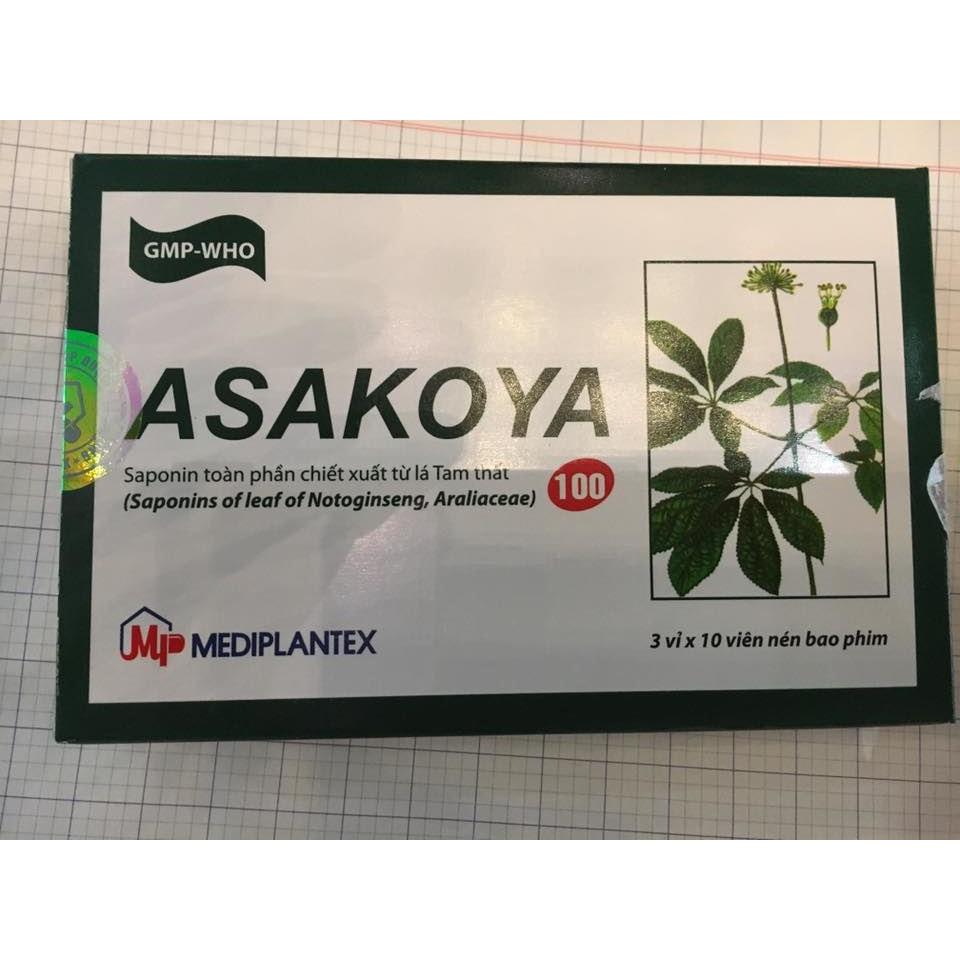 GMP-WHO
ASAKOYA
Saponin toàn phần chiết xuất từ lá Tam thất
(Saponins of leaf of Notoginseng, Araliaceae)
100
MP MEDIPLANTEX
3 vỉ x 10 viên nén bao phim